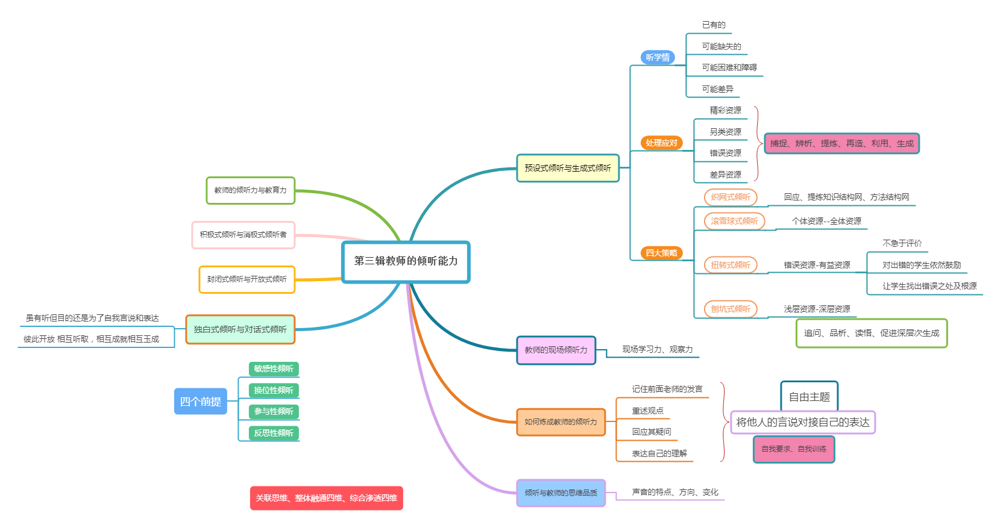 第三辑教师的倾听能力
预设式倾听与生成式倾听
听学情
已有的
可能缺失的
可能困难和障碍
可能差异
处理应对
精彩资源
另类资源
错误资源
差异资源
捕捉、辨析、提炼、再造、利用、生成
四大策略
织网式倾听
回应、提炼知识结构网、方法结构网
滚雪球式倾听
个体资源--全体资源
扭转式倾听
错误资源-有益资源
不急于评价
对出错的学生依然鼓励
让学生找出错误之处及根源
刨坑式倾听
浅层资源-深层资源
追问、品析、读悟、促进深层次生成
教师的现场倾听力
现场学习力、观察力
如何炼成教师的倾听力
记住前面老师的发言
重述观点
回应其疑问
表达自己的理解
自由主题
将他人的言说对接自己的表达
自我要求、自我训练
倾听与教师的思维品质
声音的特点、方向、变化
教师的倾听力与教育力
积极式倾听与消极式倾听者
封闭式倾听与开放式倾听
独白式倾听与对话式倾听
虽有听但目的还是为了自我言说和表达
彼此开放 相互听取，相互成就相互玉成
四个前提
敏感性倾听
换位性倾听
参与性倾听
反思性倾听
关联思维、整体融通四维、综合渗透四维